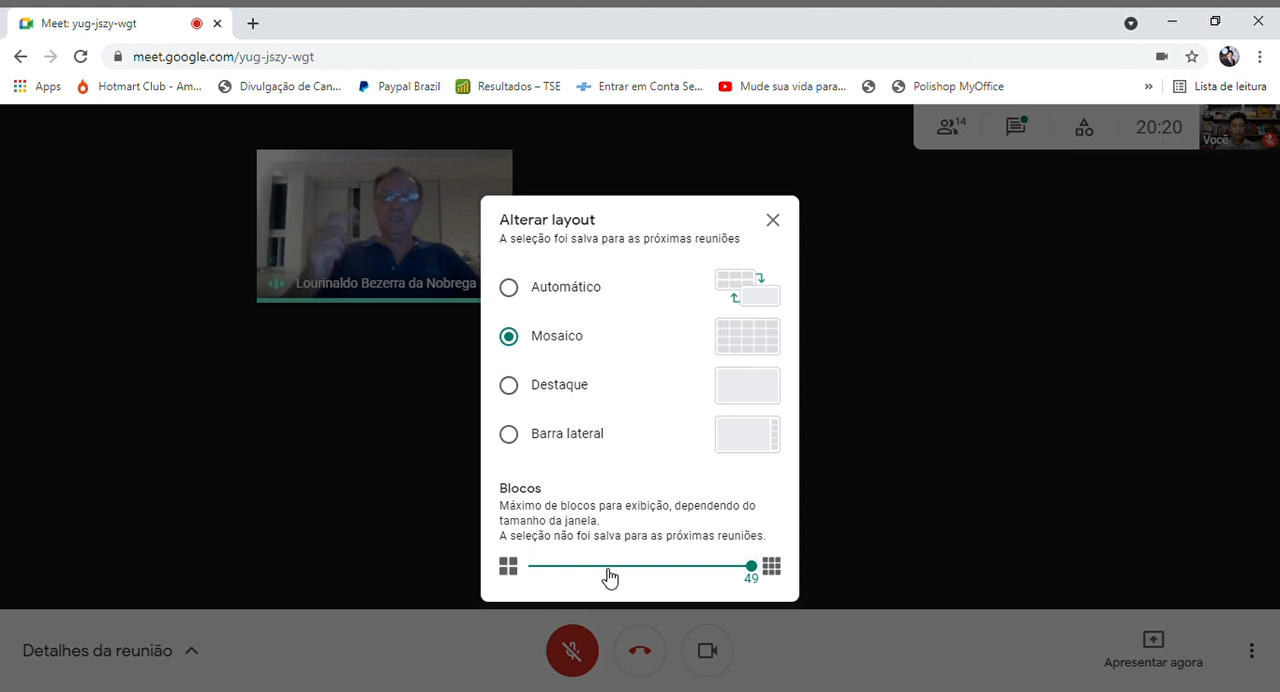 Meet: yug-jszy-wgt
meet.google.com/yug-jszy-wgt
Apps
Hotmart Club - Am...
Divulgação de Can...
Paypal Brazil
Resultados – TSE
Entrar em Conta Se...
Mude sua vida para...
Polishop MyOffice
»
Lista de leitura
14
20:20
Você
Lourinaldo Bezerra da Nobrega
Alterar layout
A seleção foi salva para as próximas reuniões
Automático
Mosaico
Destaque
Barra lateral
Blocos
Máximo de blocos para exibição, dependendo do
tamanho da janela.
A seleção não foi salva para as próximas reuniões.
49
Detalhes da reunião
Apresentar agora